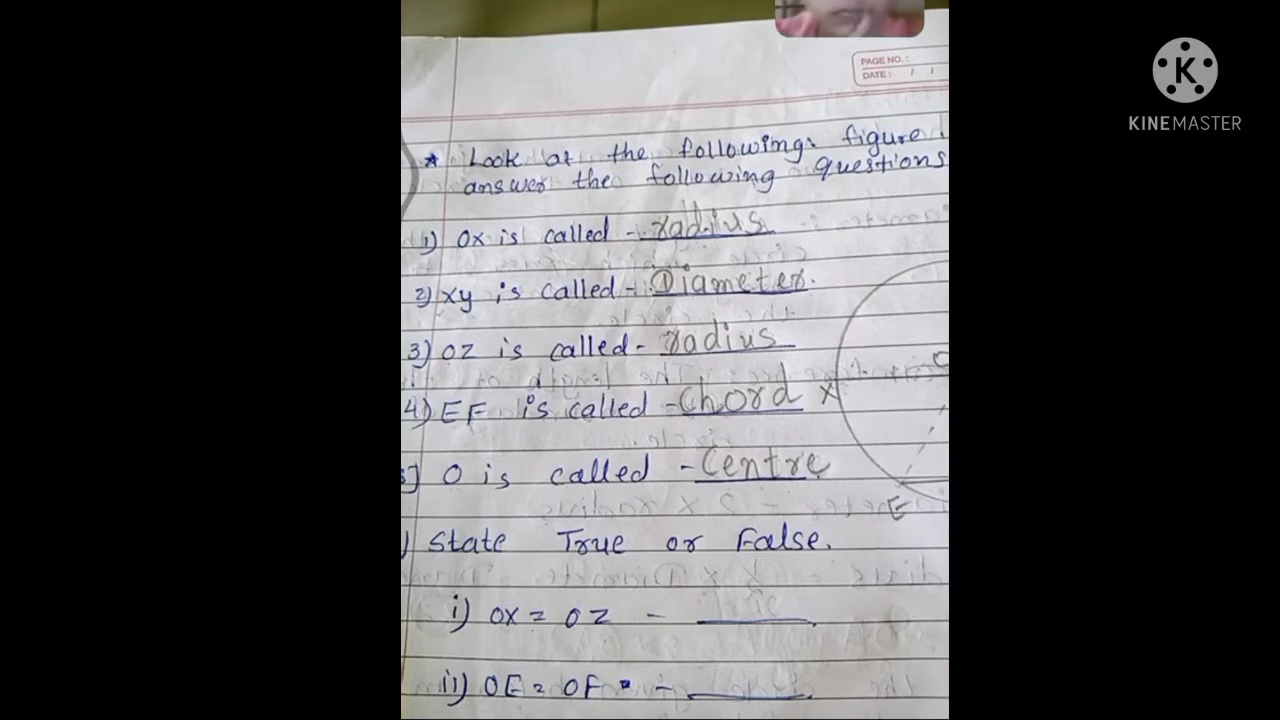 PAGE NO.:
DATE: / /
KINEMASTER
* Look at the following figure
answer the following questions
1) OX is called - radius
2) XY is called - Diameter.
3) OZ is called - radius
4) EF is called - Chord X
O is called - Centre
E
State True or False.
i) OX = OZ - True
ii) OE = OF -